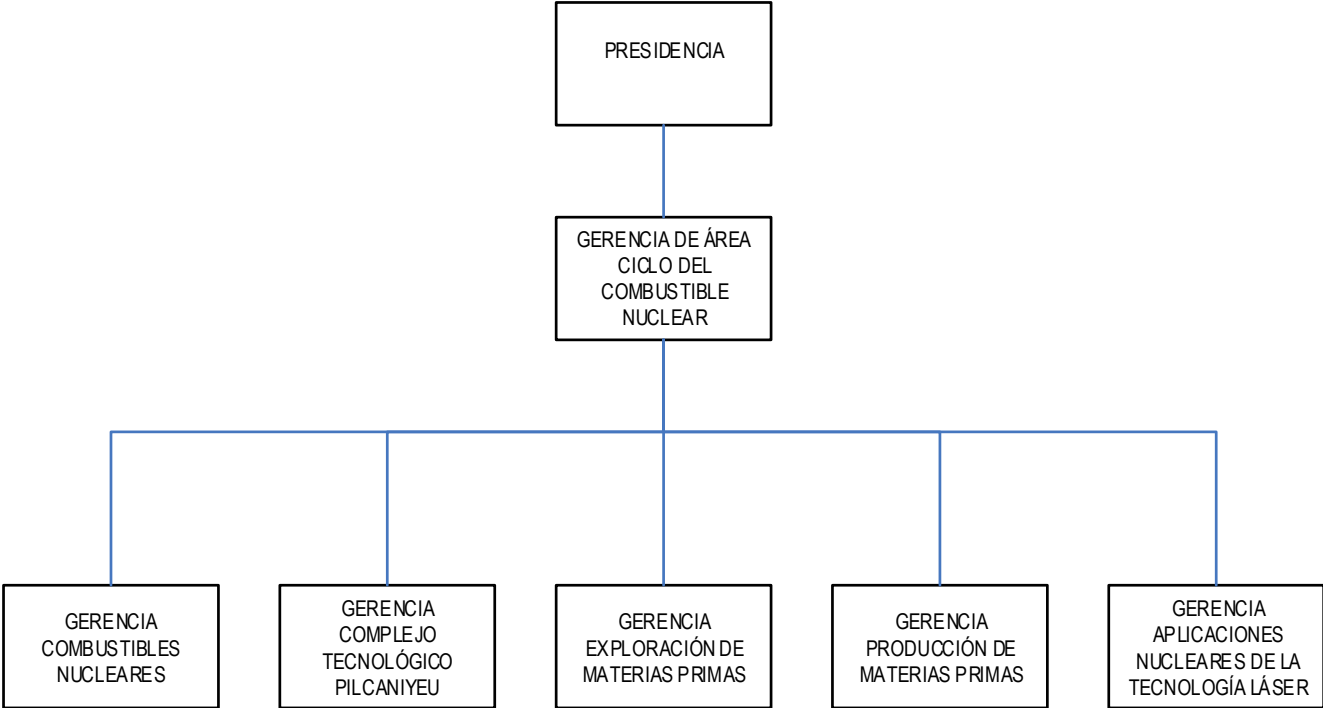 PRESIDENCIA
GERENCIA DE ÁREA
CICLO DEL
COMBUSTIBLE
NUCLEAR
GERENCIA
COMBUSTIBLES
NUCLEARES
GERENCIA
COMPLEJO
TECNOLÓGICO
PILCANIYEU
GERENCIA
EXPLORACIÓN DE
MATERIAS PRIMAS
GERENCIA
PRODUCCIÓN DE
MATERIAS PRIMAS
GERENCIA
APLICACIONES
NUCLEARES DE LA
TECNOLOGÍA LÁSER